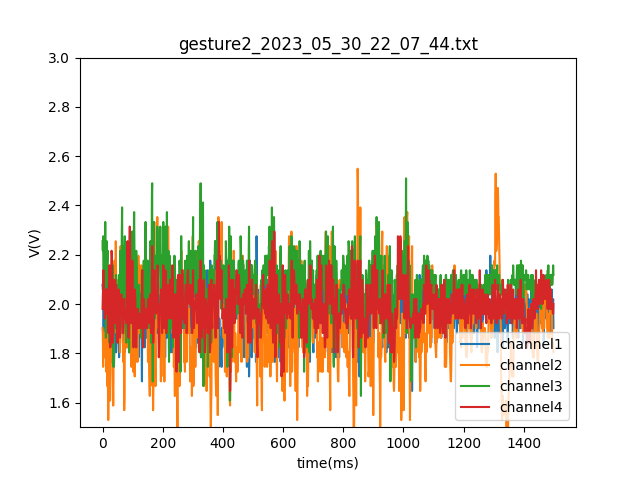 gesture2_2023_05_30_22_07_44.txt
3.0
2.8
2.6
2.4
2.2
2.0
1.8
1.6
V(V)
0 200 400 600 800 1000 1200 1400
time(ms)
channel1
channel2
channel3
channel4